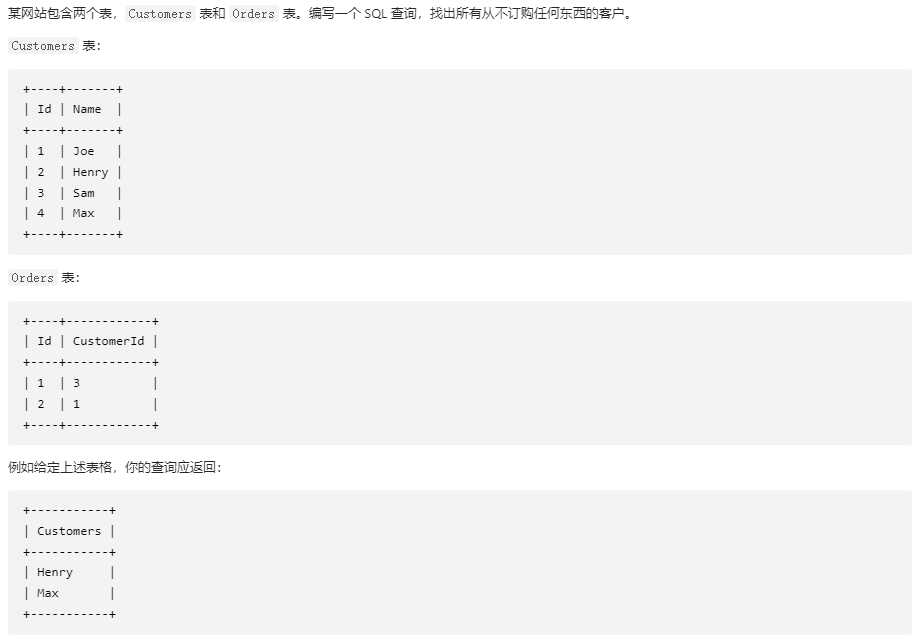 某网站包含两个表，Customers 表和 Orders 表。编写一个 SQL 查询，找出所有从不订购任何东西的客户。
Customers 表：
+----+-------+
| Id | Name  |
+----+-------+
| 1  | Joe   |
| 2  | Henry |
| 3  | Sam   |
| 4  | Max   |
+----+-------+
Orders 表：
+----+------------+
| Id | CustomerId |
+----+------------+
| 1  | 3          |
| 2  | 1          |
+----+------------+
例如给定上述表格，你的查询应返回：
+-----------+
| Customers |
+-----------+
| Henry     |
| Max       |
+-----------+